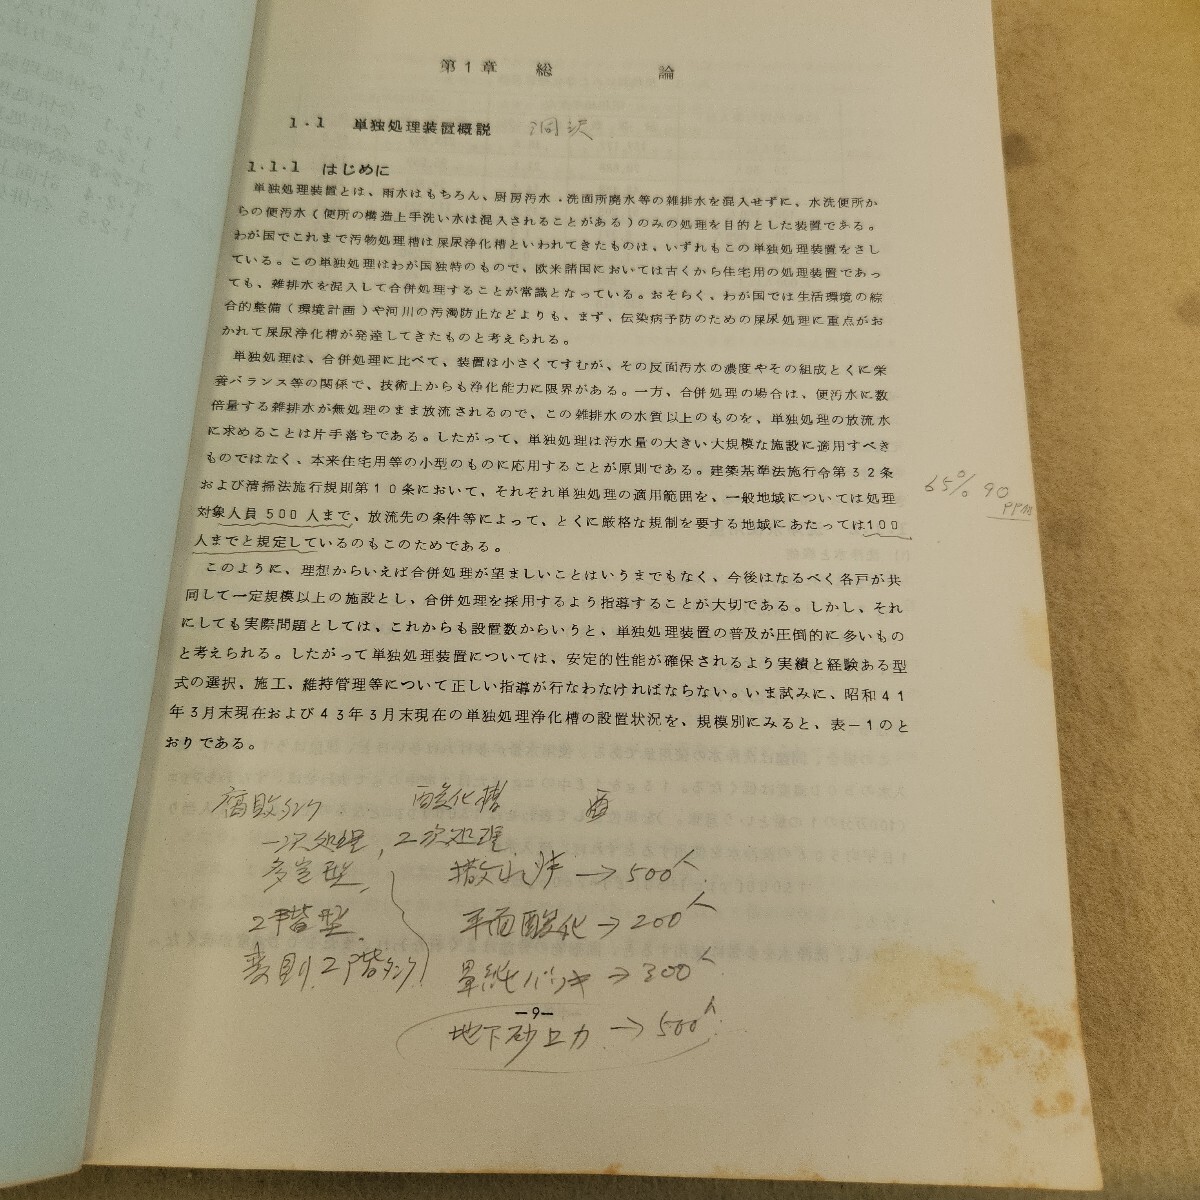 第1章 総 論
1.1 単独処理装置概説 洞沢
1.1.1 はじめに
単独処理装置とは、雨水はもちろん、厨房汚水、洗面所廃水等の雑排水を混入せずに、水洗便所か
らの便汚水(便所の構造上手洗い水は混入されることがある)のみの処理を目的とした装置である。
わが国でこれまで汚物処理槽は屎尿浄化槽といわれてきたものは、いずれもこの単独処理装置をさし
ている。この単独処理はわが国独特のもので、欧米諸国においては古くから住宅用の処理装置であっ
ても、雑排水を混入して合併処理することが常識となっている。おそらく、わが国では生活環境の綜
合的整備(環境計画)や河川の汚濁防止などよりも、まず、伝染病予防のための屎尿処理に重点がお
かれて屎尿浄化槽が発達してきたものと考えられる。
単独処理は、合併処理に比べて、装置は小さくてすむが、その反面汚水の濃度やその組成とくに栄
養バランス等の関係で、技術上からも浄化能力に限界がある。一方、合併処理の場合は、便汚水に数
倍量する雑排水が無処理のまま放流されるので、この雑排水の水質以上のものを、単独処理の放流水
に求めることは片手落ちである。したがって、単独処理は汚水量の大きい大規模な施設に適用すべき
ものではなく、本来住宅用等の小型のものに応用することが原則である。建築基準法施行令第32条
および清掃法施行規則第10条において、それぞれ単独処理の適用範囲を、一般地域については処理
対象人員500人まで、放流先の条件等によって、とくに厳格な規制を要する地域にあたっては100
人までと規定しているのもこのためである。
65% 90
PPM
このように、理想からいえば合併処理が望ましいことはいうまでもなく、今後はなるべく各戸が共
同して一定規模以上の施設とし、合併処理を採用するよう指導することが大切である。しかし、それ
にしても実際問題としては、これからも設置数からいうと、単独処理装置の普及が圧倒的に多いもの
と考えられる。したがって単独処理装置については、安定的性能が確保されるよう実績と経験ある型
式の選択、施工、維持管理等について正しい指導が行なわなければならない。いま試みに、昭和41
年3月末現在および43年3月末現在の単独処理浄化槽の設置状況を、規模別にみると、表-1のと
おりである。
腐敗タンク 酸化槽
一次処理, 2次処理
多室型 撒水ろ床 → 500人
2階型 平面酸化 → 200人
変則2階タンク 単純バッキ → 300人
-9-
地下砂ロカ → 500人